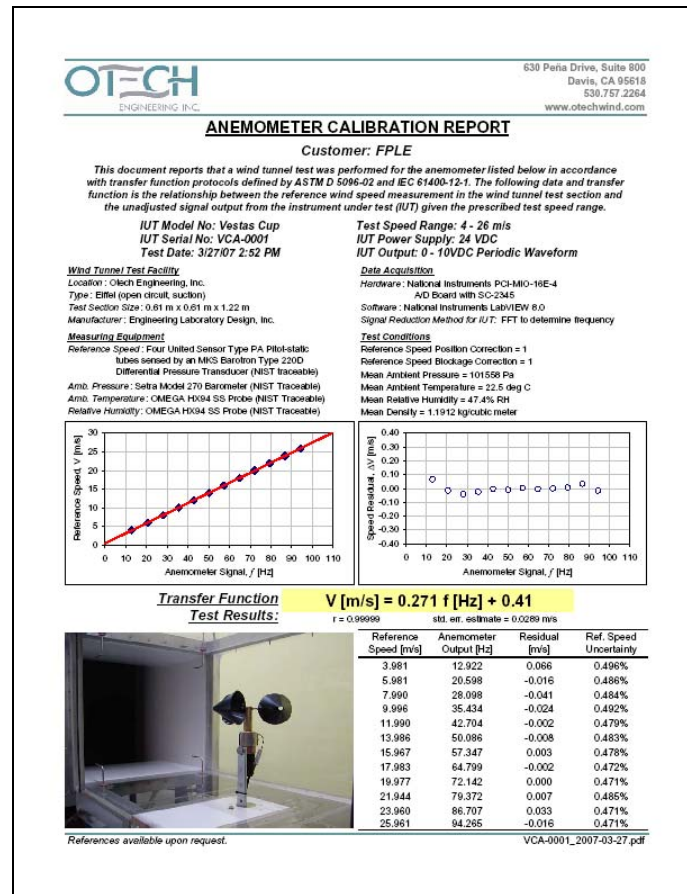 OTECH
ENGINEERING INC.
630 Peña Drive, Suite 800
Davis, CA 95618
530.757.2264
www.otechwind.com
ANEMOMETER CALIBRATION REPORT
Customer: FPLE
This document reports that a wind tunnel test was performed for the anemometer listed below in accordance
with transfer function protocols defined by ASTM D 5096-02 and IEC 61400-12-1. The following data and transfer
function is the relationship between the reference wind speed measurement in the wind tunnel test section and
the unadjusted signal output from the instrument under test (IUT) given the prescribed test speed range.
IUT Model No: Vestas Cup
IUT Serial No: VCA-0001
Test Date: 3/27/07 2:52 PM
Test Speed Range: 4 - 26 m/s
IUT Power Supply: 24 VDC
IUT Output: 0 - 10VDC Periodic Waveform
Wind Tunnel Test Facility
Location : Otech Engineering, Inc.
Type : Eiffel (open circuit, suction)
Test Section Size : 0.61 m x 0.61 m x 1.22 m
Manufacturer : Engineering Laboratory Design, Inc.
Data Acquisition
Hardware : National Instruments PCI-MIO-16E-4
A/D Board with SC-2345
Software : National Instruments LabVIEW 8.0
Signal Reduction Method for IUT: FFT to determine frequency
Measuring Equipment
Reference Speed : Four United Sensor Type PA Pitot-static
tubes sensed by an MKS Barotron Type 220D
Differential Pressure Transducer (NIST traceable)
Amb. Pressure : Setra Model 270 Barometer (NIST Traceable)
Amb. Temperature : OMEGA HX94 SS Probe (NIST Traceable)
Relative Humidity : OMEGA HX94 SS Probe (NIST Traceable)
Test Conditions
Reference Speed Position Correction = 1
Reference Speed Blockage Correction = 1
Mean Ambient Pressure = 101558 Pa
Mean Ambient Temperature = 22.5 deg C
Mean Relative Humidity = 47.4% RH
Mean Density = 1.1912 kg/cubic meter
Reference Speed, V [m/s]
30
25
20
15
10
5
0
0 10 20 30 40 50 60 70 80 90 100 110
Anemometer Signal, f [Hz]
Speed Residual, ΔV [m/s]
0.40
0.30
0.20
0.10
0.00
-0.10
-0.20
-0.30
-0.40
0 10 20 30 40 50 60 70 80 90 100 110
Anemometer Signal, f [Hz]
Transfer Function
Test Results:
V [m/s] = 0.271 f [Hz] + 0.41
r = 0.99999 std. err. estimate = 0.0289 m/s
Reference Anemometer Residual Ref. Speed
Speed [m/s] Output [Hz] [m/s] Uncertainty
3.981 12.922 0.066 0.496%
5.981 20.598 -0.016 0.486%
7.990 28.098 -0.041 0.484%
9.996 35.434 -0.024 0.492%
11.990 42.704 -0.002 0.479%
13.986 50.086 -0.008 0.483%
15.967 57.347 0.003 0.478%
17.983 64.799 -0.002 0.472%
19.977 72.142 0.000 0.471%
21.944 79.372 0.007 0.485%
23.960 86.707 0.033 0.471%
25.961 94.265 -0.016 0.471%
References available upon request.
VCA-0001_2007-03-27.pdf